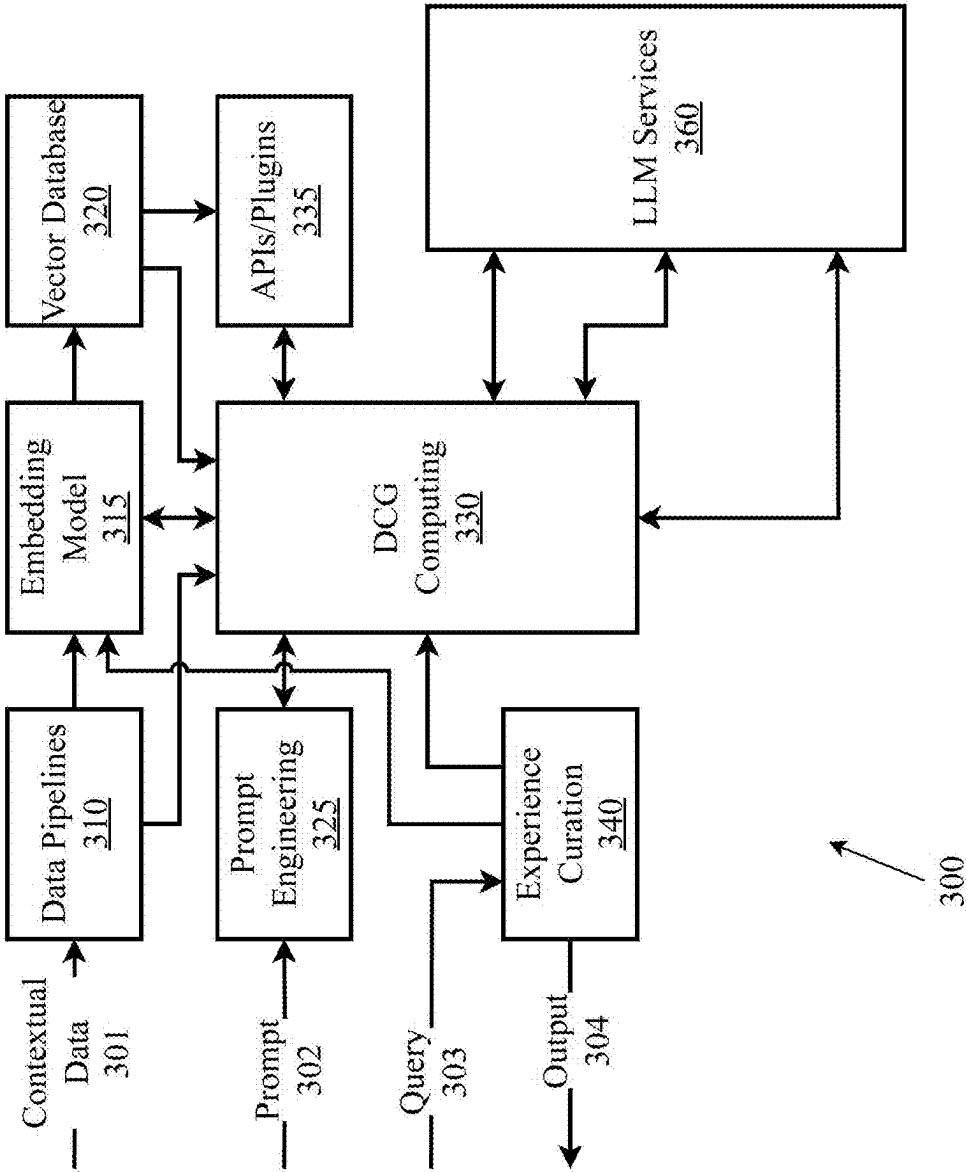 Contextual
Data
301
Data Pipelines
310
Embedding
Model
315
Vector Database
320
Prompt
302
Prompt
Engineering
325
APIs/Plugins
335
DCG
Computing
330
Query
303
Output
304
Experience
Curation
340
LLM Services
360
300